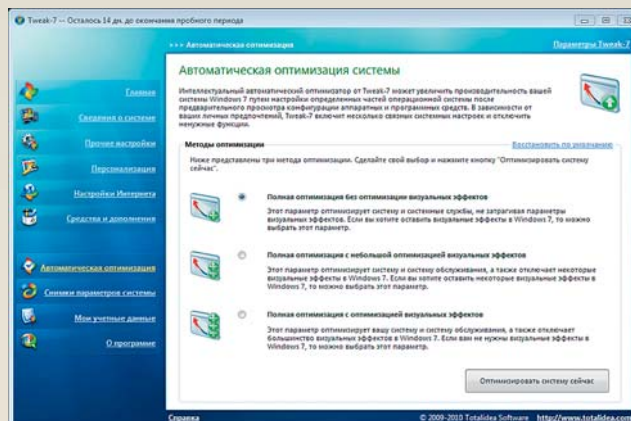 Tweak-7 -- Осталось 14 дн. до окончания пробного периода
>>> Автоматическая оптимизация
Параметры Tweak-7
Главная
Сведения о системе
Прочие настройки
Персонализация
Настройки Интернета
Средства и дополнения
Автоматическая оптимизация
Снимки параметров системы
Мои учетные данные
О программе
Автоматическая оптимизация системы
Интеллектуальный автоматический оптимизатор от Tweak-7 может увеличить производительность вашей
системы Windows 7 путем настройки определенных частей операционной системы после
предварительного просмотра конфигурации аппаратных и программных средств. В зависимости от
ваших личных предпочтений, Tweak-7 включит несколько связных системных настроек и отключить
ненужные функции.
Методы оптимизации
Восстановить по умолчанию
Ниже представлены три метода оптимизации. Сделайте свой выбор и нажмите кнопку "Оптимизировать систему
сейчас".
Полная оптимизация без оптимизации визуальных эффектов
Этот параметр оптимизирует систему и системные службы, не затрагивая параметры
визуальных эффектов. Если вы хотите оставить визуальные эффекты в Windows 7, то можно
выбрать этот параметр.
Полная оптимизация с небольшой оптимизацией визуальных эффектов
Этот параметр оптимизирует систему и систему обслуживания, а также отключает некоторые
визуальные эффекты в Windows 7. Если вы хотите оставить некоторые визуальные эффекты в
Windows 7, то можно выбрать этот параметр.
Полная оптимизация с оптимизацией визуальных эффектов
Этот параметр оптимизирует вашу систему и систему обслуживания, а также отключает
большинство визуальных эффектов в Windows 7. Если вам не нужны визуальные эффекты в
Windows 7, то можно выбрать этот параметр.
Оптимизировать систему сейчас
Справка
© 2009-2010 Totalidea Software http://www.totalidea.com